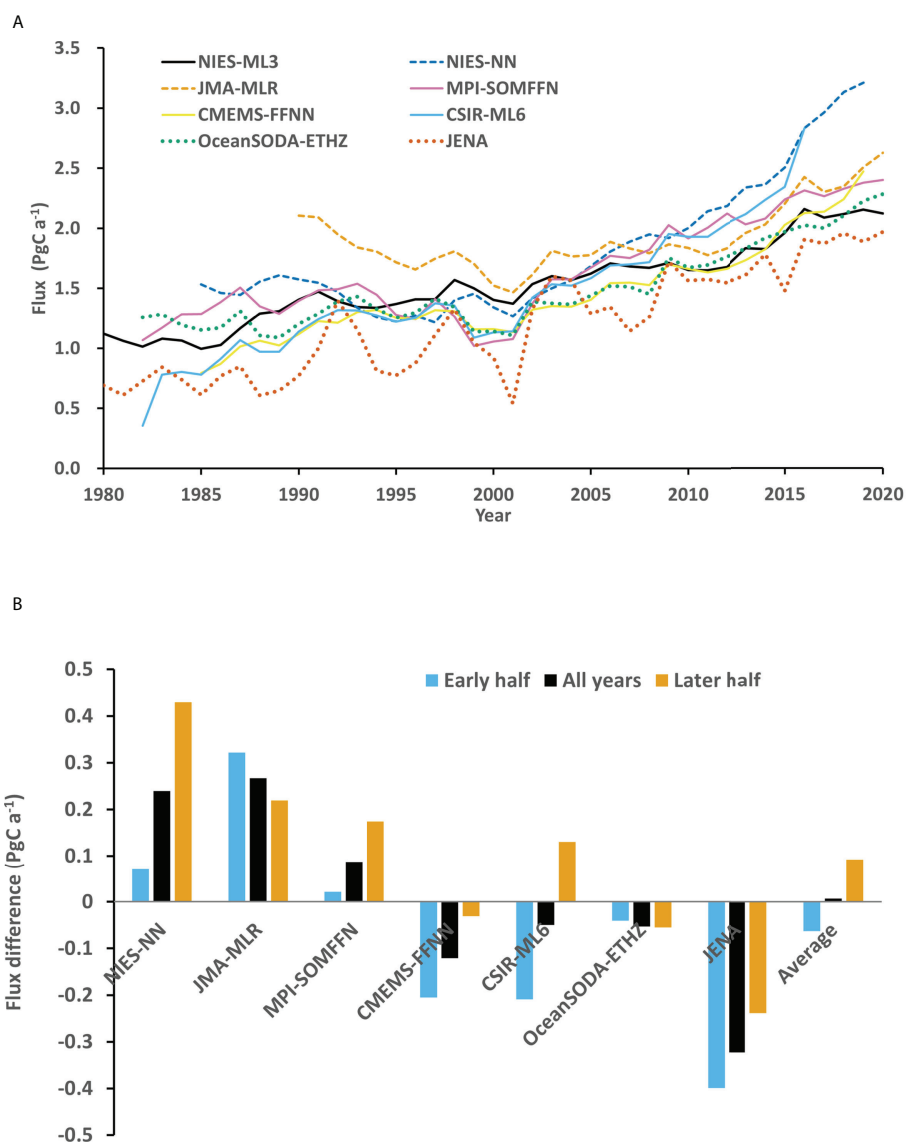 A
3.5
3.0
2.5
2.0
1.5
1.0
0.5
0.0
Flux (PgC a⁻¹)
NIES-ML3 NIES-NN
JMA-MLR MPI-SOMFFN
CMEMS-FFNN CSIR-ML6
OceanSODA-ETHZ JENA
1980 1985 1990 1995 2000 2005 2010 2015 2020
Year
B
0.5
0.4
0.3
0.2
0.1
0
-0.1
-0.2
-0.3
-0.4
-0.5
Flux difference (PgC a⁻¹)
Early half All years Later half
NIES-NN
JMA-MLR
MPI-SOMFFN
CMEMS-FFNN
CSIR-ML6
OceanSODA-ETHZ
JENA
Average